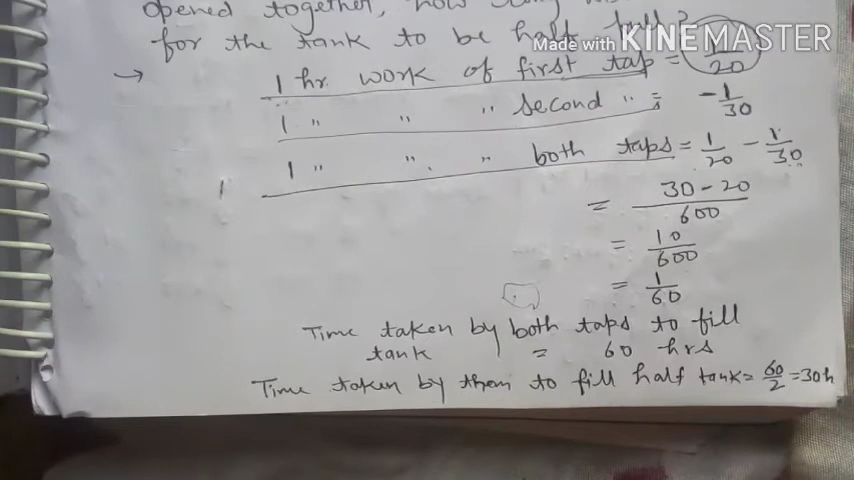 opened together, how long
for the tank to be half full?
Made with KINEMASTER
→ 1 hr. work of first tap = 1/20
1 " " " second " = -1/30
1 " " " both taps = 1/20 - 1/30
= 30-20/600
= 10/600
= 1/60
Time taken by both taps to fill
tank = 60 hrs
Time taken by them to fill half tank = 60/2 = 30h